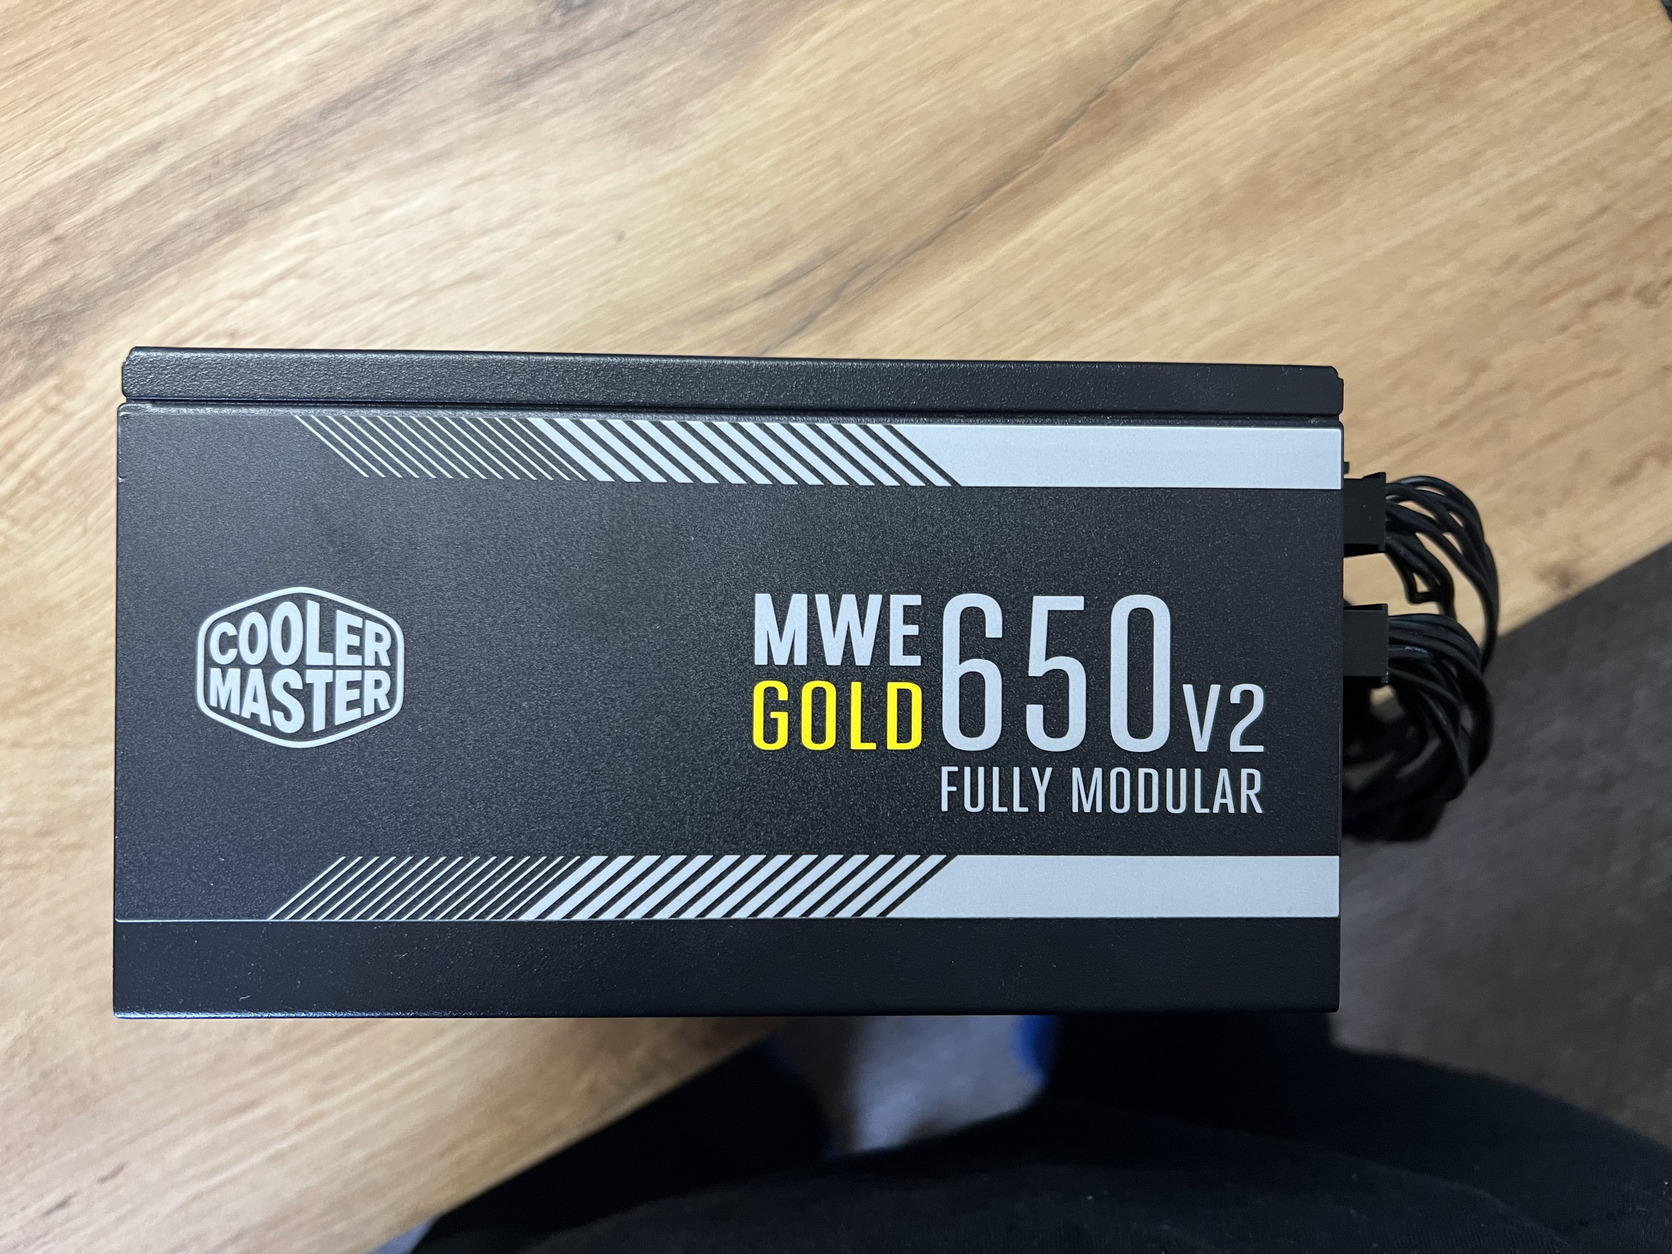 COOLER
MASTER
MWE
GOLD
650 V2
FULLY MODULAR